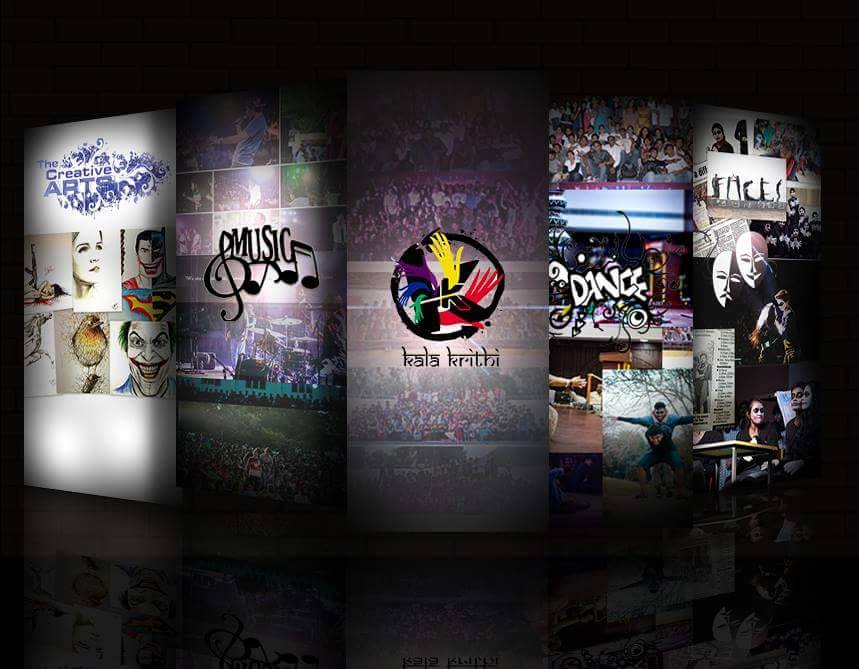 The
Creative
ARTS
MUSIC
kala krithi
DANCE
FACES